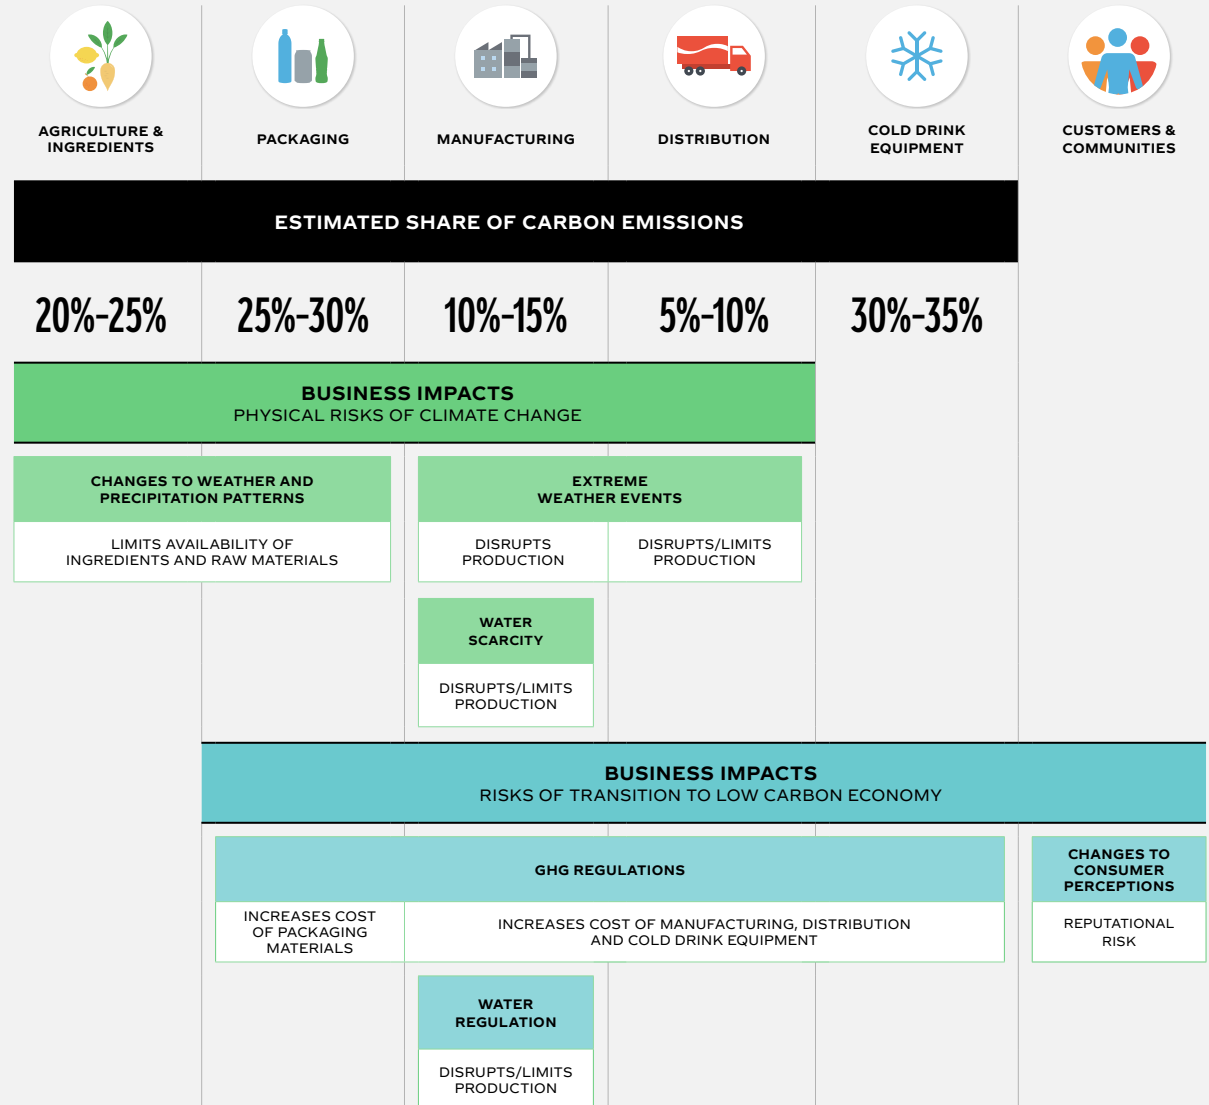 AGRICULTURE &
INGREDIENTS
PACKAGING
MANUFACTURING
DISTRIBUTION
COLD DRINK
EQUIPMENT
CUSTOMERS &
COMMUNITIES
ESTIMATED SHARE OF CARBON EMISSIONS
20%–25%
25%–30%
10%–15%
5%–10%
30%–35%
BUSINESS IMPACTS
PHYSICAL RISKS OF CLIMATE CHANGE
CHANGES TO WEATHER AND
PRECIPITATION PATTERNS
LIMITS AVAILABILITY OF
INGREDIENTS AND RAW MATERIALS
EXTREME
WEATHER EVENTS
DISRUPTS
PRODUCTION
DISRUPTS/LIMITS
PRODUCTION
WATER
SCARCITY
DISRUPTS/LIMITS
PRODUCTION
BUSINESS IMPACTS
RISKS OF TRANSITION TO LOW CARBON ECONOMY
GHG REGULATIONS
INCREASES COST
OF PACKAGING
MATERIALS
INCREASES COST OF MANUFACTURING, DISTRIBUTION
AND COLD DRINK EQUIPMENT
CHANGES TO
CONSUMER
PERCEPTIONS
REPUTATIONAL
RISK
WATER
REGULATION
DISRUPTS/LIMITS
PRODUCTION